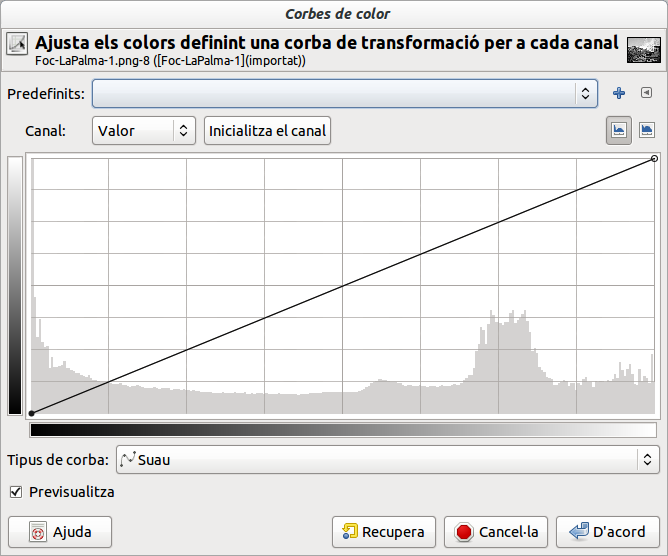 Corbes de color
Ajusta els colors definint una corba de transformació per a cada canal
Foc-LaPalma-1.png-8 ([Foc-LaPalma-1](importat))
Predefinits:
Canal: Valor Inicialitza el canal
Tipus de corba: Suau
Previsualitza
Ajuda Recupera Cancel·la D'acord